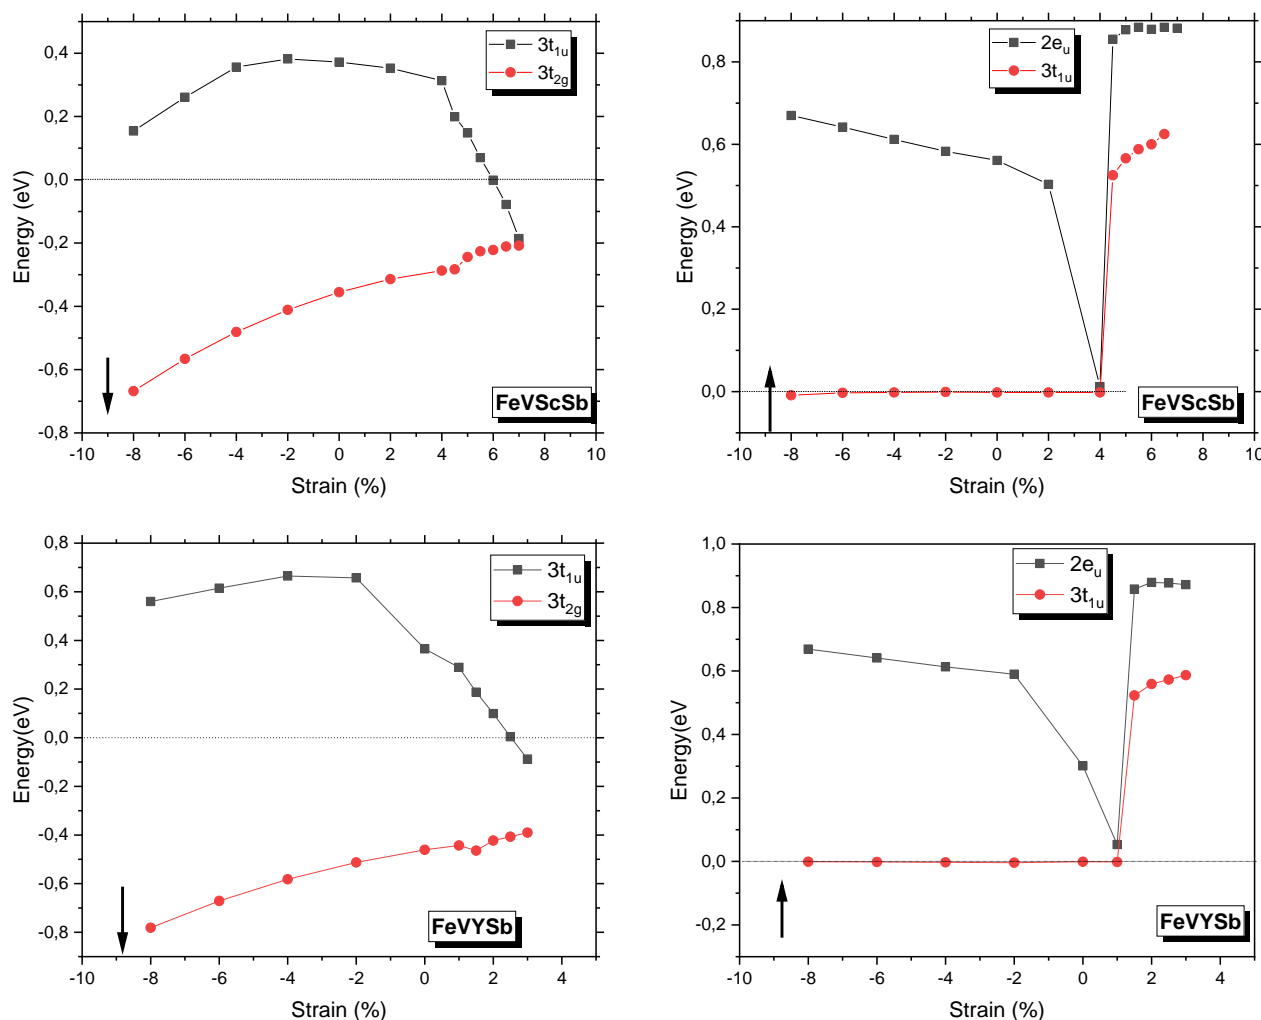 0,4
0,2
0,0
-0,2
-0,4
-0,6
-0,8
Energy (eV)
3t1u
3t2g
FeVScSb
-10 -8 -6 -4 -2 0 2 4 6 8 10
Strain (%)
0,8
0,6
0,4
0,2
0,0
Energy (eV)
2eu
3t1u
FeVScSb
-10 -8 -6 -4 -2 0 2 4 6 8 10
Strain (%)
0,8
0,6
0,4
0,2
0,0
-0,2
-0,4
-0,6
-0,8
Energy(eV)
3t1u
3t2g
FeVYSb
-10 -8 -6 -4 -2 0 2 4
Strain (%)
1,0
0,8
0,6
0,4
0,2
0,0
-0,2
Energy(eV
2eu
3t1u
FeVYSb
-10 -8 -6 -4 -2 0 2 4
Strain (%)